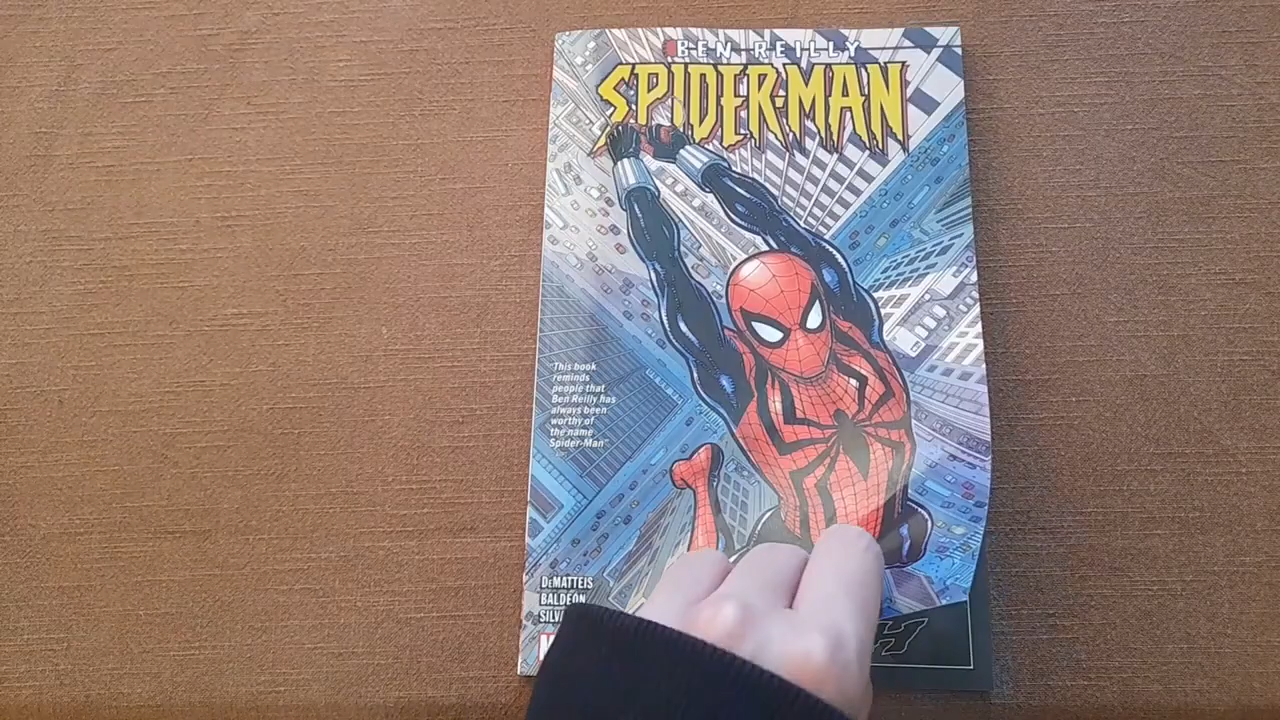 BEN REILLY
SPIDER-MAN
"This book
reminds
people that
Ben Reilly has
always been
worthy of
the name
Spider-Man"
DeMATTEIS
BALDEÓN